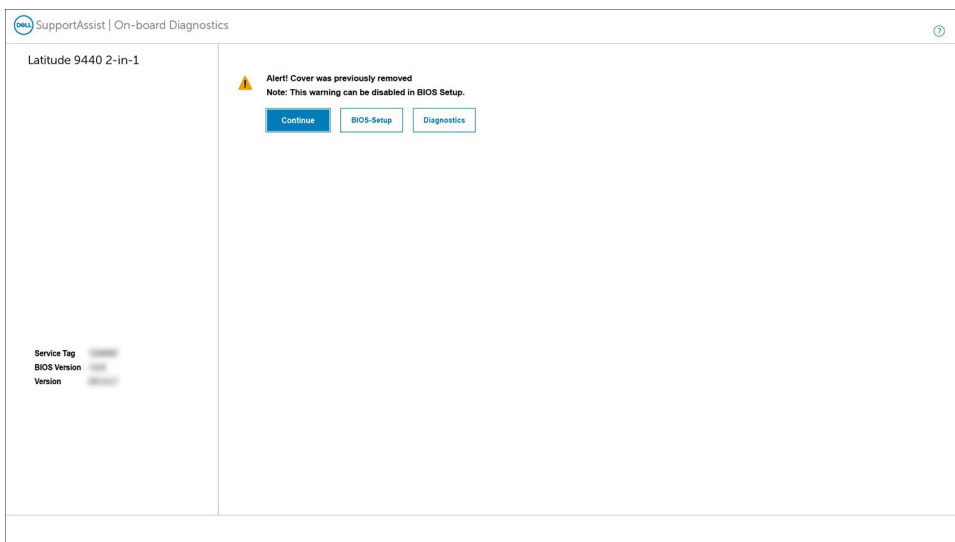 DELL SupportAssist | On-board Diagnostics
?
Latitude 9440 2-in-1
Alert! Cover was previously removed
Note: This warning can be disabled in BIOS Setup.
Continue BIOS-Setup Diagnostics
Service Tag
BIOS Version
Version